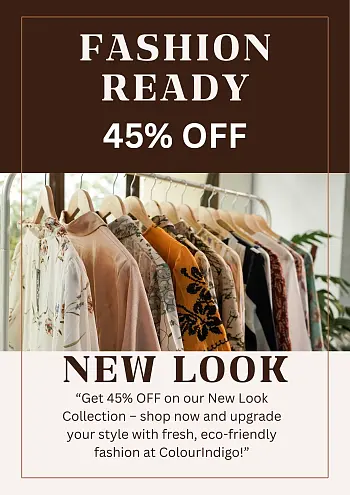 FASHION
READY
45% OFF
NEW LOOK
“Get 45% OFF on our New Look
Collection – shop now and upgrade
your style with fresh, eco-friendly
fashion at ColourIndigo!”